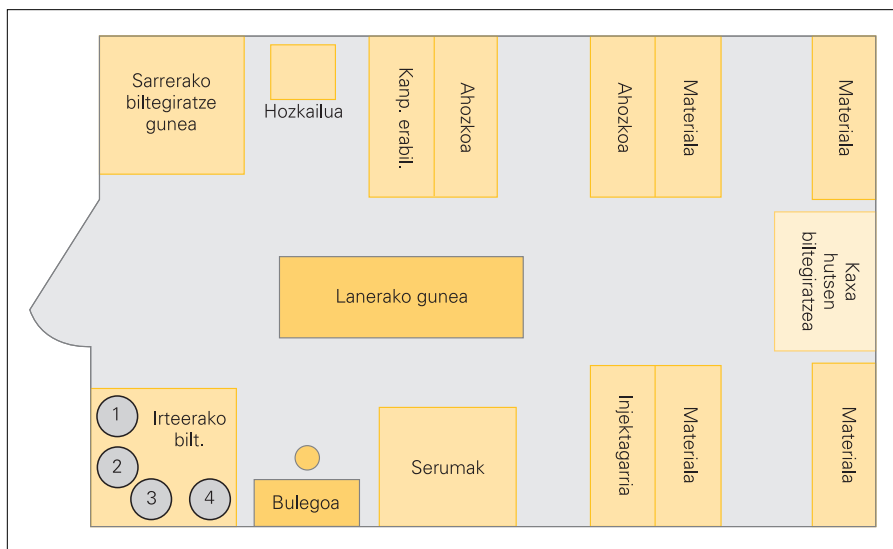 Sarrerako
biltegiratze
gunea
Hozkailua
Kanp. erabil.
Ahozkoa
Ahozkoa
Materiala
Materiala
Kaxa
hutsen
biltegiratzea
Lanerako gunea
1
2
3
4
Irteerako
bilt.
Bulegoa
Serumak
Injektagarria
Materiala
Materiala